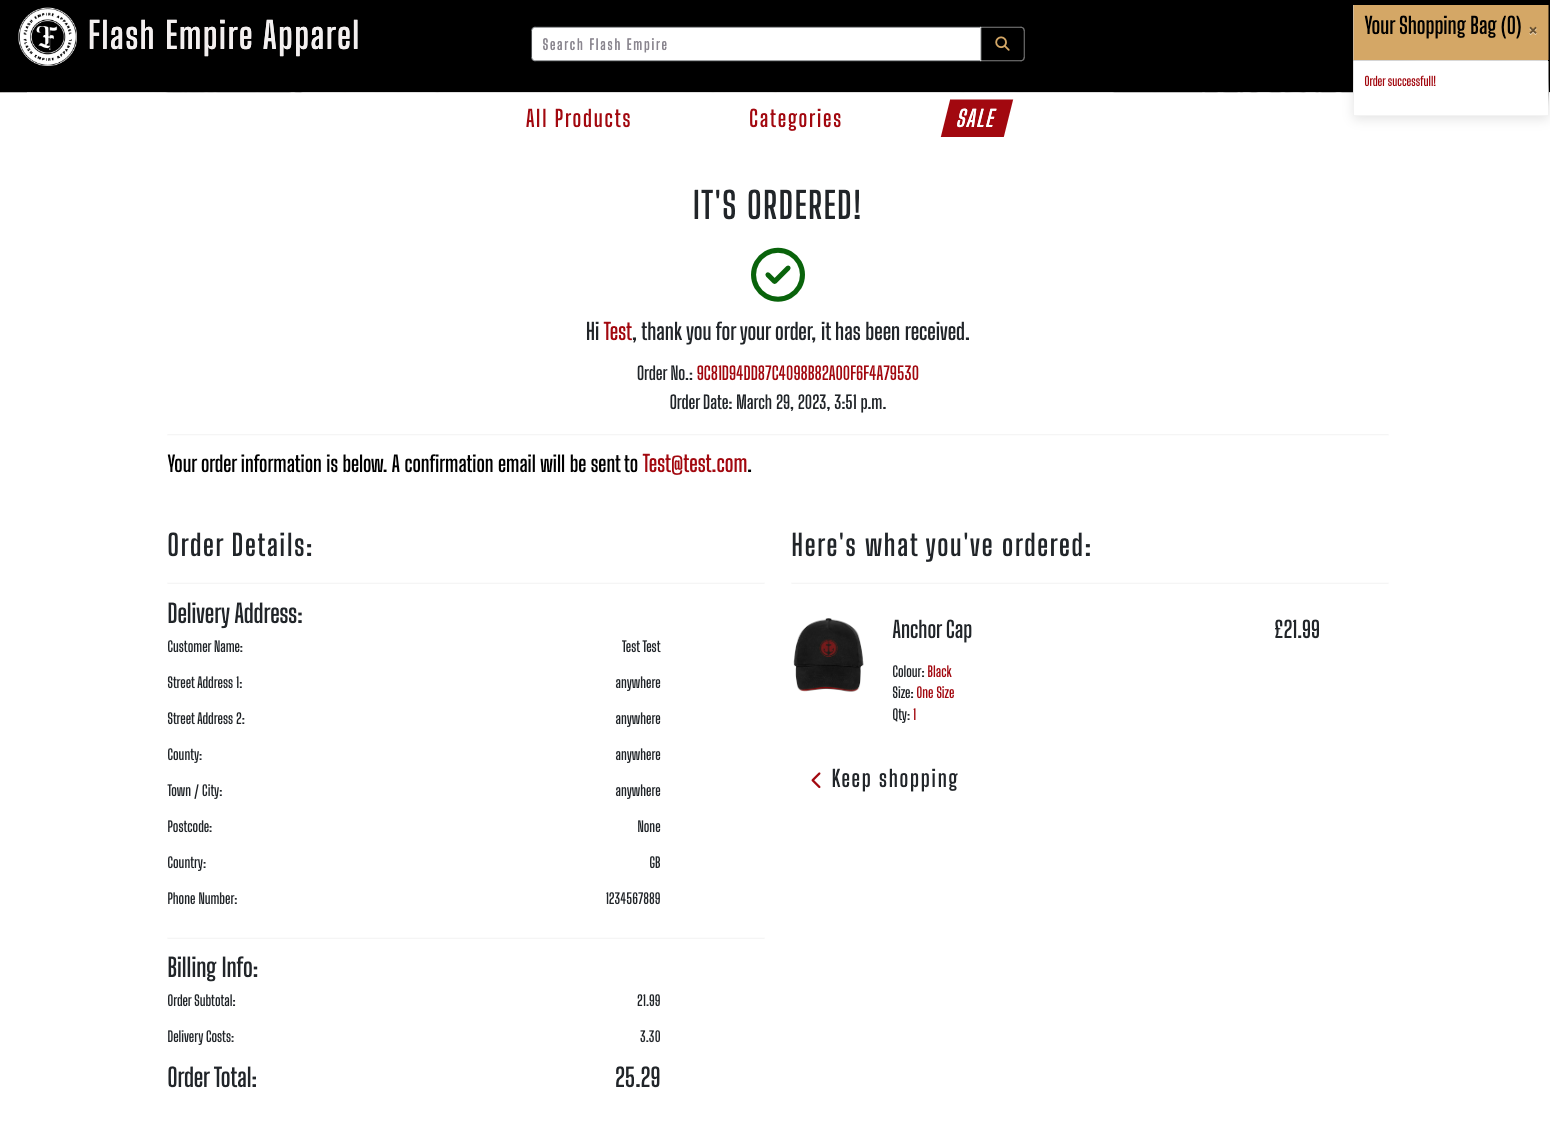 Flash Empire Apparel
Search Flash Empire
Your Shopping Bag (0) ×
Order successfull!
All Products
Categories
SALE
IT'S ORDERED!
Hi Test, thank you for your order, it has been received.
Order No.: 9C81D94DD87C4098B82A00F6F4A79530
Order Date: March 29, 2023, 3:51 p.m.
Your order information is below. A confirmation email will be sent to Test@test.com.
Order Details:
Delivery Address:
Customer Name: Test Test
Street Address 1: anywhere
Street Address 2: anywhere
County: anywhere
Town / City: anywhere
Postcode: None
Country: GB
Phone Number: 1234567889
Billing Info:
Order Subtotal: 21.99
Delivery Costs: 3.30
Order Total: 25.29
Here's what you've ordered:
Anchor Cap £21.99
Colour: Black
Size: One Size
Qty: 1
Keep shopping